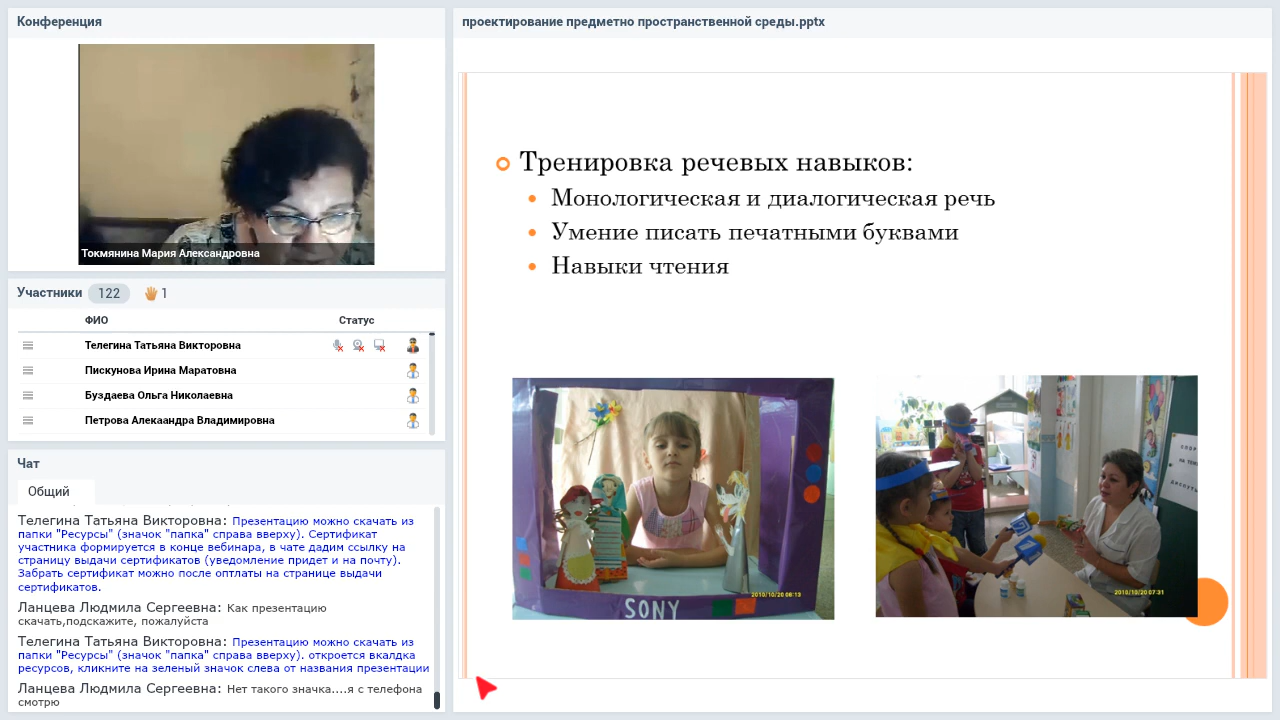 Конференция
Токмянина Мария Александровна
Участники 122 1
ФИО Статус
Телегина Татьяна Викторовна
Пискунова Ирина Маратовна
Буздаева Ольга Николаевна
Петрова Алекаандра Владимировна
Чат
Общий
Телегина Татьяна Викторовна: Презентацию можно скачать из
папки "Ресурсы" (значок "папка" справа вверху). Сертификат
участника формируется в конце вебинара, в чате дадим ссылку на
страницу выдачи сертификатов (уведомление придет и на почту).
Забрать сертификат можно после оптлаты на странице выдачи
сертификатов.
Ланцева Людмила Сергеевна: Как презентацию
скачать,подскажите, пожалуйста
Телегина Татьяна Викторовна: Презентацию можно скачать из
папки "Ресурсы" (значок "папка" справа вверху). откроется вкалдка
ресурсов, кликните на зеленый значок слева от названия презентации
Ланцева Людмила Сергеевна: Нет такого значка....я с телефона
смотрю
проектирование предметно пространственной среды.pptx
Тренировка речевых навыков:
Монологическая и диалогическая речь
Умение писать печатными буквами
Навыки чтения
SONY
2010/10/20 06:13
2010/10/20 07:31